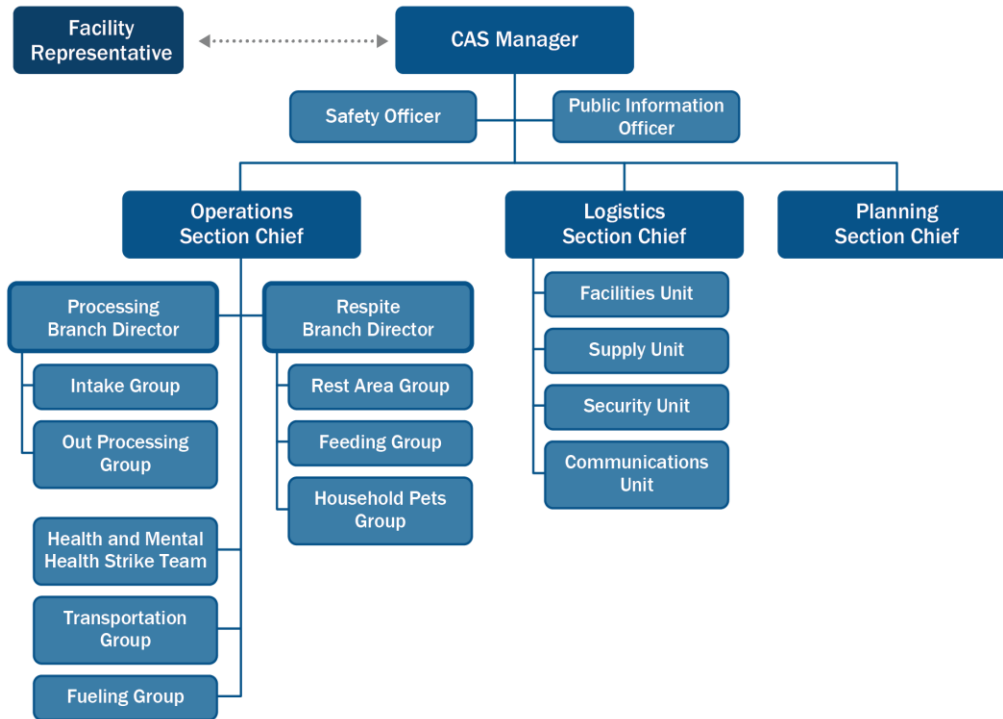 Facility
Representative
CAS Manager
Safety Officer
Public Information
Officer
Operations
Section Chief
Logistics
Section Chief
Planning
Section Chief
Processing
Branch Director
Intake Group
Out Processing
Group
Respite
Branch Director
Rest Area Group
Feeding Group
Household Pets
Group
Health and Mental
Health Strike Team
Transportation
Group
Fueling Group
Facilities Unit
Supply Unit
Security Unit
Communications
Unit